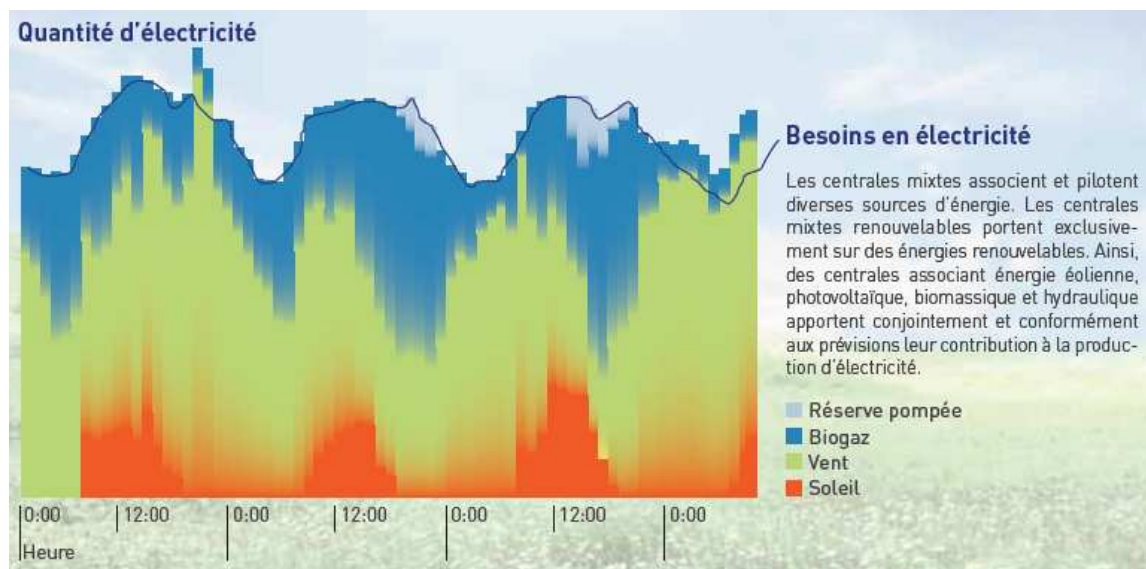 Quantité d'électricité
Besoins en électricité
Les centrales mixtes associent et pilotent
diverses sources d'énergie. Les centrales
mixtes renouvelables portent exclusive-
ment sur des énergies renouvelables. Ainsi,
des centrales associant énergie éolienne,
photovoltaïque, biomassique et hydraulique
apportent conjointement et conformément
aux prévisions leur contribution à la produc-
tion d'électricité.
Réserve pompée
Biogaz
Vent
Soleil
0:00 12:00 0:00 12:00 0:00 12:00 0:00
Heure